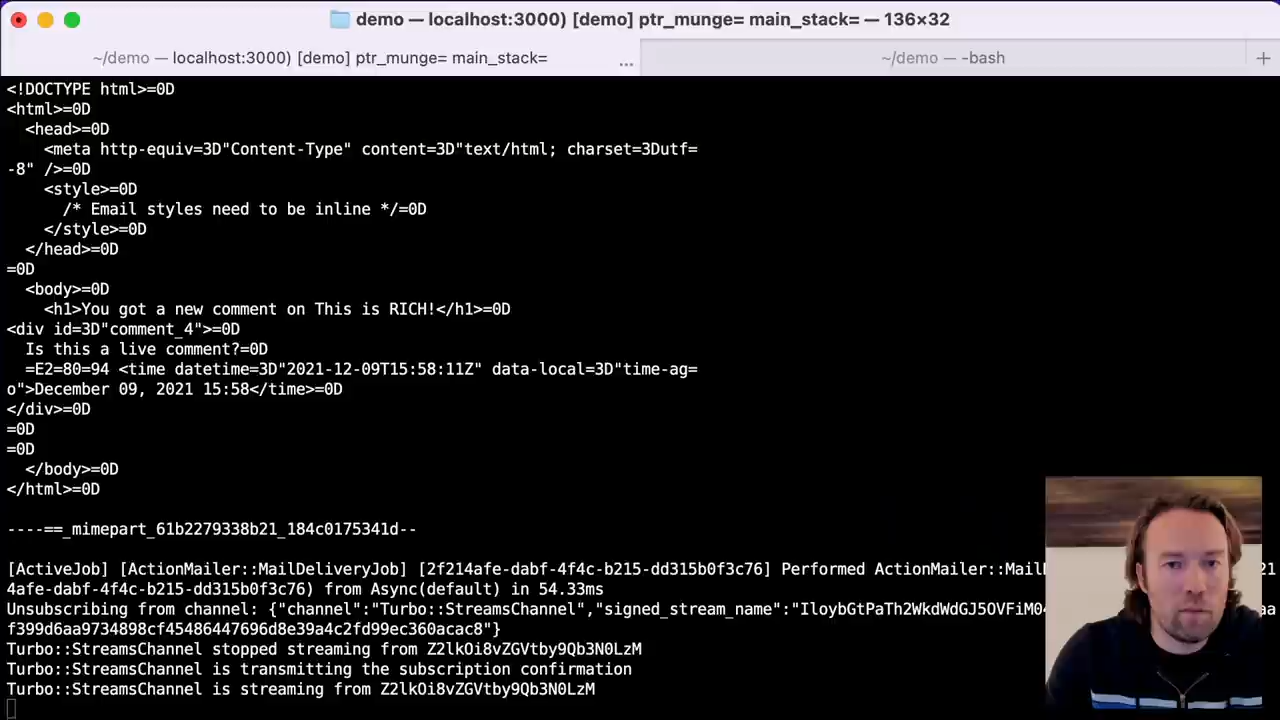 demo — localhost:3000) [demo] ptr_munge= main_stack= — 136×32
~/demo — localhost:3000) [demo] ptr_munge= main_stack= ...
~/demo — -bash +
<!DOCTYPE html>=0D
<html>=0D
<head>=0D
<meta http-equiv=3D"Content-Type" content=3D"text/html; charset=3Dutf=
-8" />=0D
<style>=0D
/* Email styles need to be inline */=0D
</style>=0D
</head>=0D
=0D
<body>=0D
<h1>You got a new comment on This is RICH!</h1>=0D
<div id=3D"comment_4">=0D
Is this a live comment?=0D
=E2=80=94 <time datetime=3D"2021-12-09T15:58:11Z" data-local=3D"time-ag=
o">December 09, 2021 15:58</time>=0D
</div>=0D
=0D
=0D
</body>=0D
</html>=0D
----==_mimepart_61b2279338b21_184c0175341d--
[ActiveJob] [ActionMailer::MailDeliveryJob] [2f214afe-dabf-4f4c-b215-dd315b0f3c76] Performed ActionMailer::Mail 21
4afe-dabf-4f4c-b215-dd315b0f3c76) from Async(default) in 54.33ms
Unsubscribing from channel: {"channel":"Turbo::StreamsChannel","signed_stream_name":"IloybGtPaTh2WkdWdGJ5OVFiM0 aa
f399d6aa9734898cf45486447696d8e39a4c2fd99ec360acac8"}
Turbo::StreamsChannel stopped streaming from Z2lkOi8vZGVtby9Qb3N0LzM
Turbo::StreamsChannel is transmitting the subscription confirmation
Turbo::StreamsChannel is streaming from Z2lkOi8vZGVtby9Qb3N0LzM